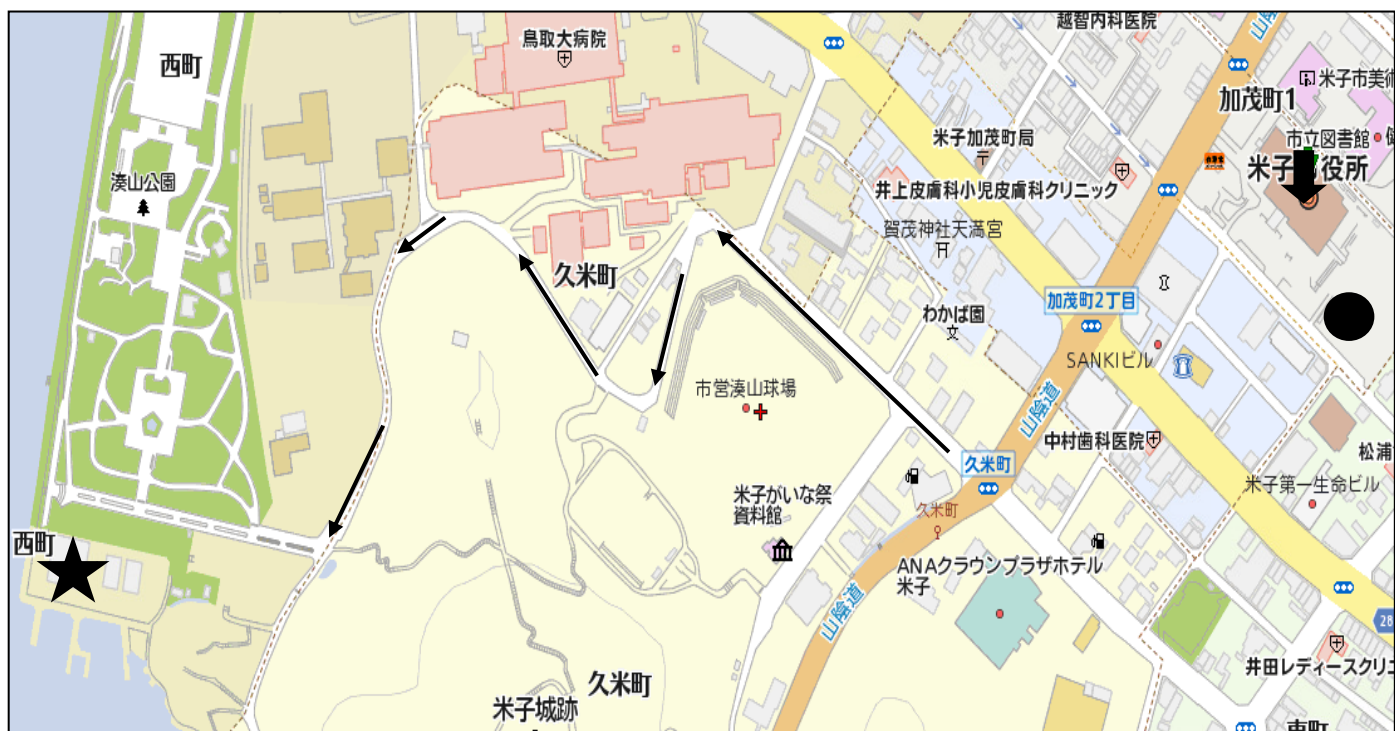 越智内科医院
山陰
鳥取大病院
西町
米子市美術
加茂町1
市立図書館
米子市役所
米子加茂町局
湊山公園
井上皮膚科小児皮膚科クリニック
賀茂神社天満宮
久米町
加茂町2丁目
わかば園
SANKIビル
市営湊山球場
山陰道
中村歯科医院
松浦
久米町
米子第一生命ビル
米子がいな祭
資料館
久米町
西町
ANAクラウンプラザホテル
米子
山陰道
28
井田レディースクリニ
久米町
米子城跡
東町